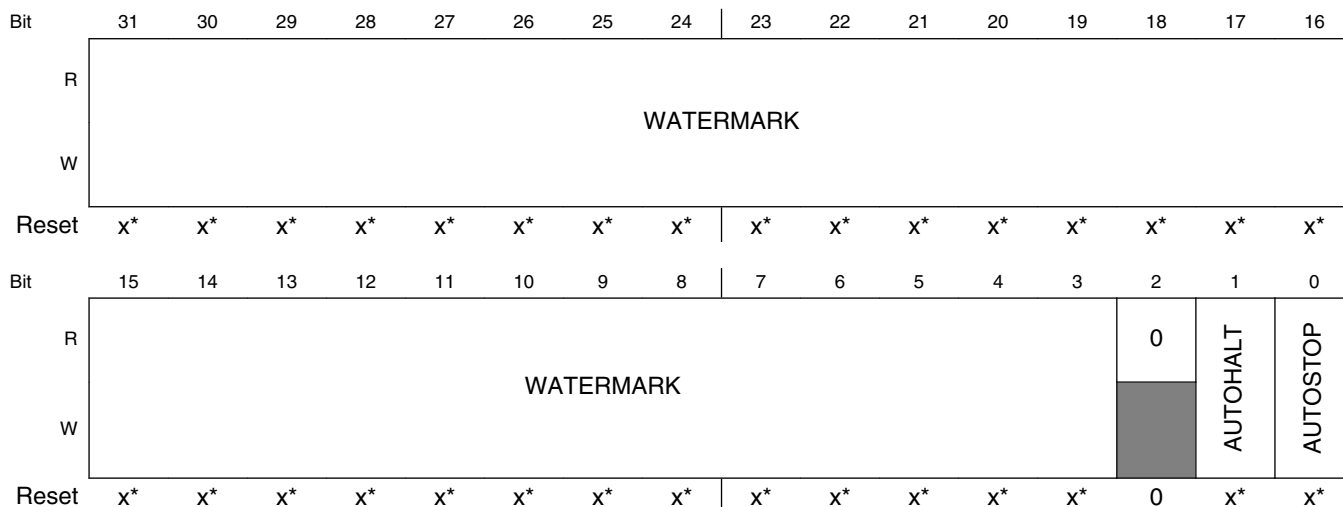 Bit 31 30 29 28 27 26 25 24 23 22 21 20 19 18 17 16
R
WATERMARK
W
Reset x* x* x* x* x* x* x* x* x* x* x* x* x* x* x* x*
Bit 15 14 13 12 11 10 9 8 7 6 5 4 3 2 1 0
R 0
WATERMARK AUTOHALT AUTOSTOP
W
Reset x* x* x* x* x* x* x* x* x* x* x* x* x* 0 x* x*